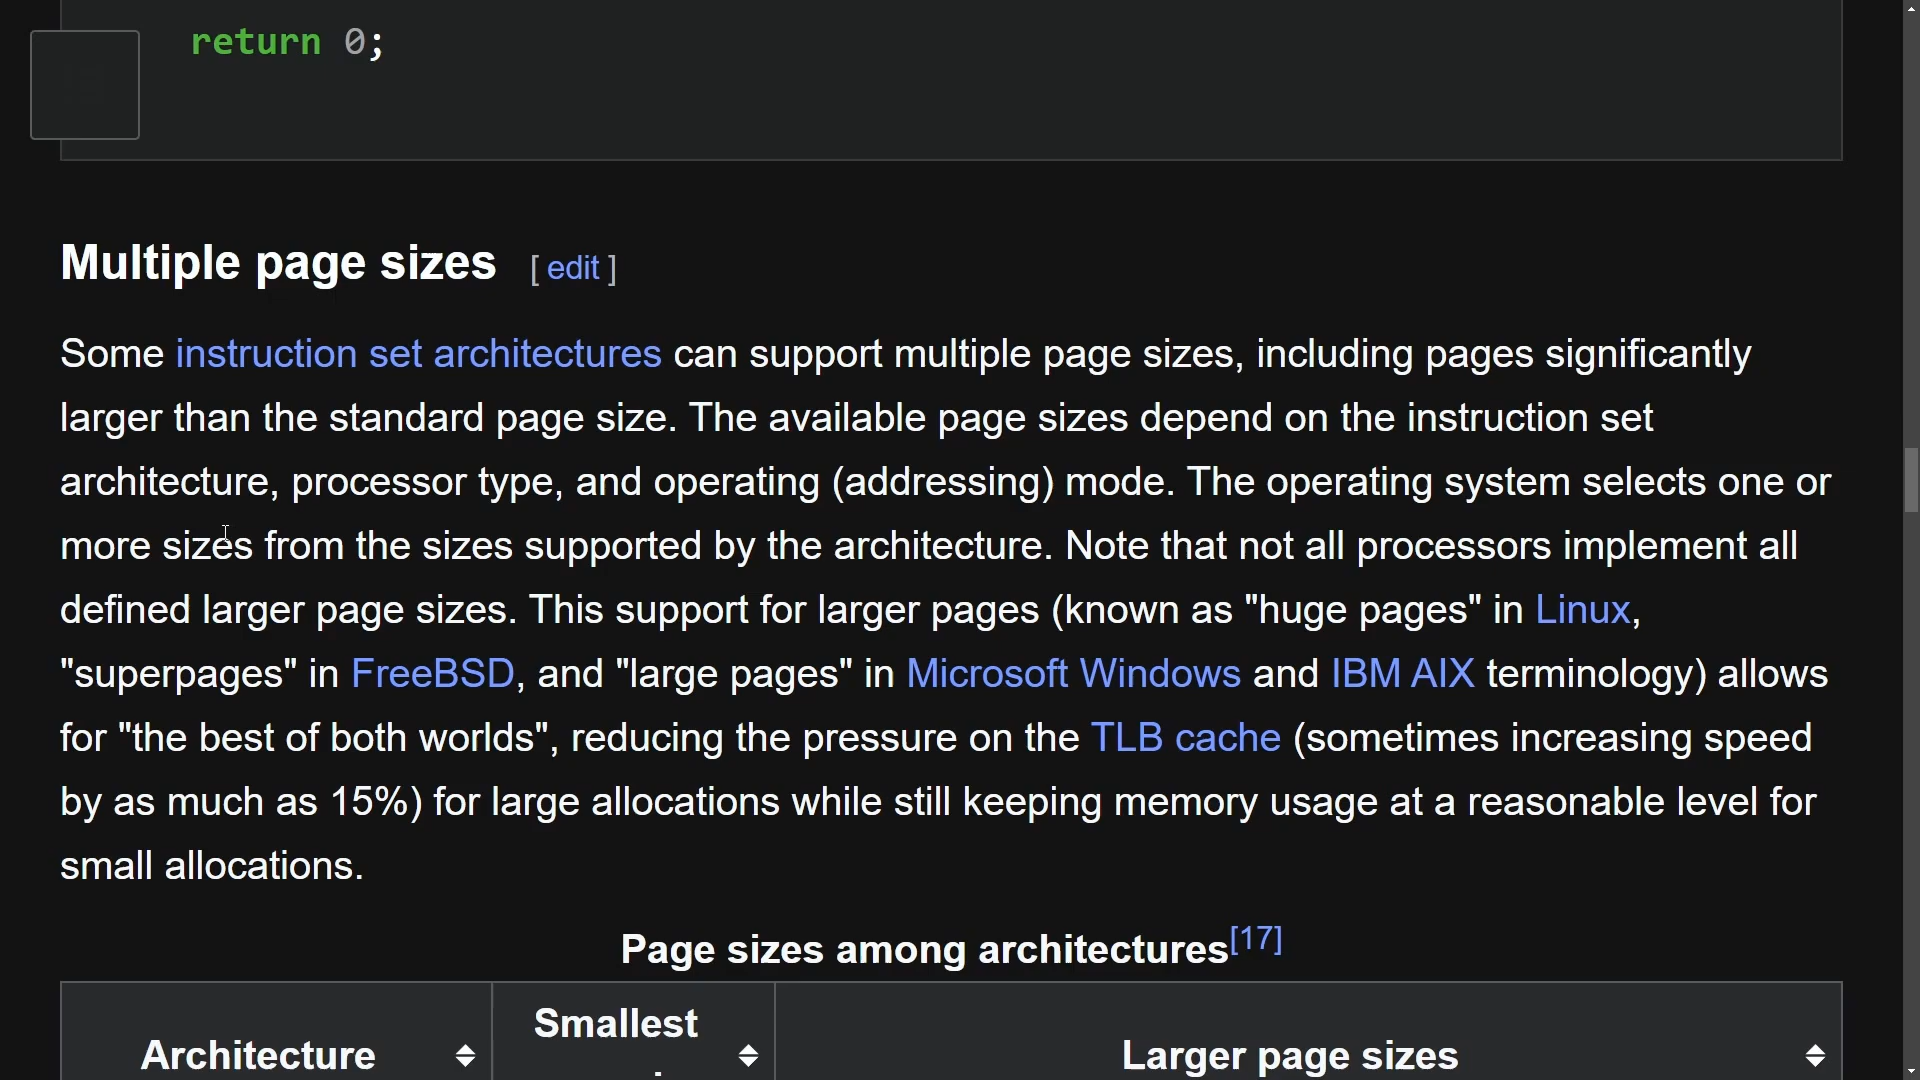 return 0;
Multiple page sizes [ edit ]
Some instruction set architectures can support multiple page sizes, including pages significantly
larger than the standard page size. The available page sizes depend on the instruction set
architecture, processor type, and operating (addressing) mode. The operating system selects one or
more sizes from the sizes supported by the architecture. Note that not all processors implement all
defined larger page sizes. This support for larger pages (known as "huge pages" in Linux,
"superpages" in FreeBSD, and "large pages" in Microsoft Windows and IBM AIX terminology) allows
for "the best of both worlds", reducing the pressure on the TLB cache (sometimes increasing speed
by as much as 15%) for large allocations while still keeping memory usage at a reasonable level for
small allocations.
Page sizes among architectures[17]
Smallest
Architecture Larger page sizes